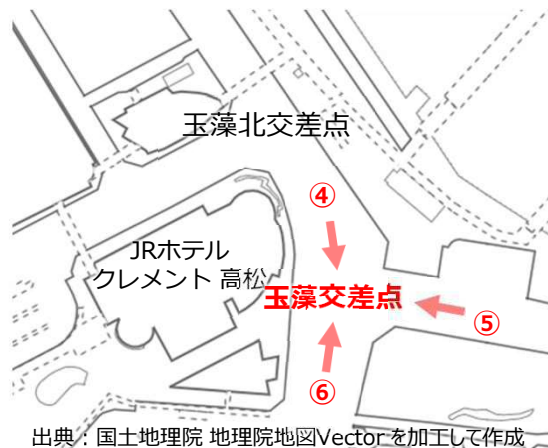 玉藻北交差点
④
JRホテル
クレメント 高松
玉藻交差点
⑤
⑥
出典：国土地理院 地理院地図Vector を加工して作成